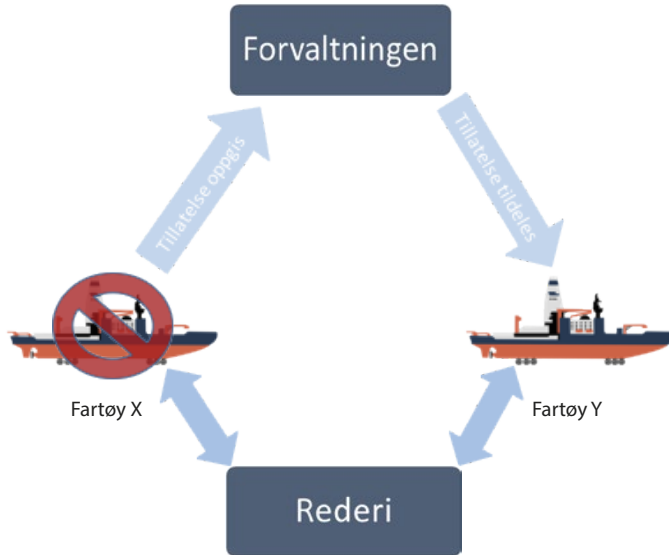 Forvaltningen
Tillatelse oppgis
Tillatelse tildeles
Fartøy X
Fartøy Y
Rederi